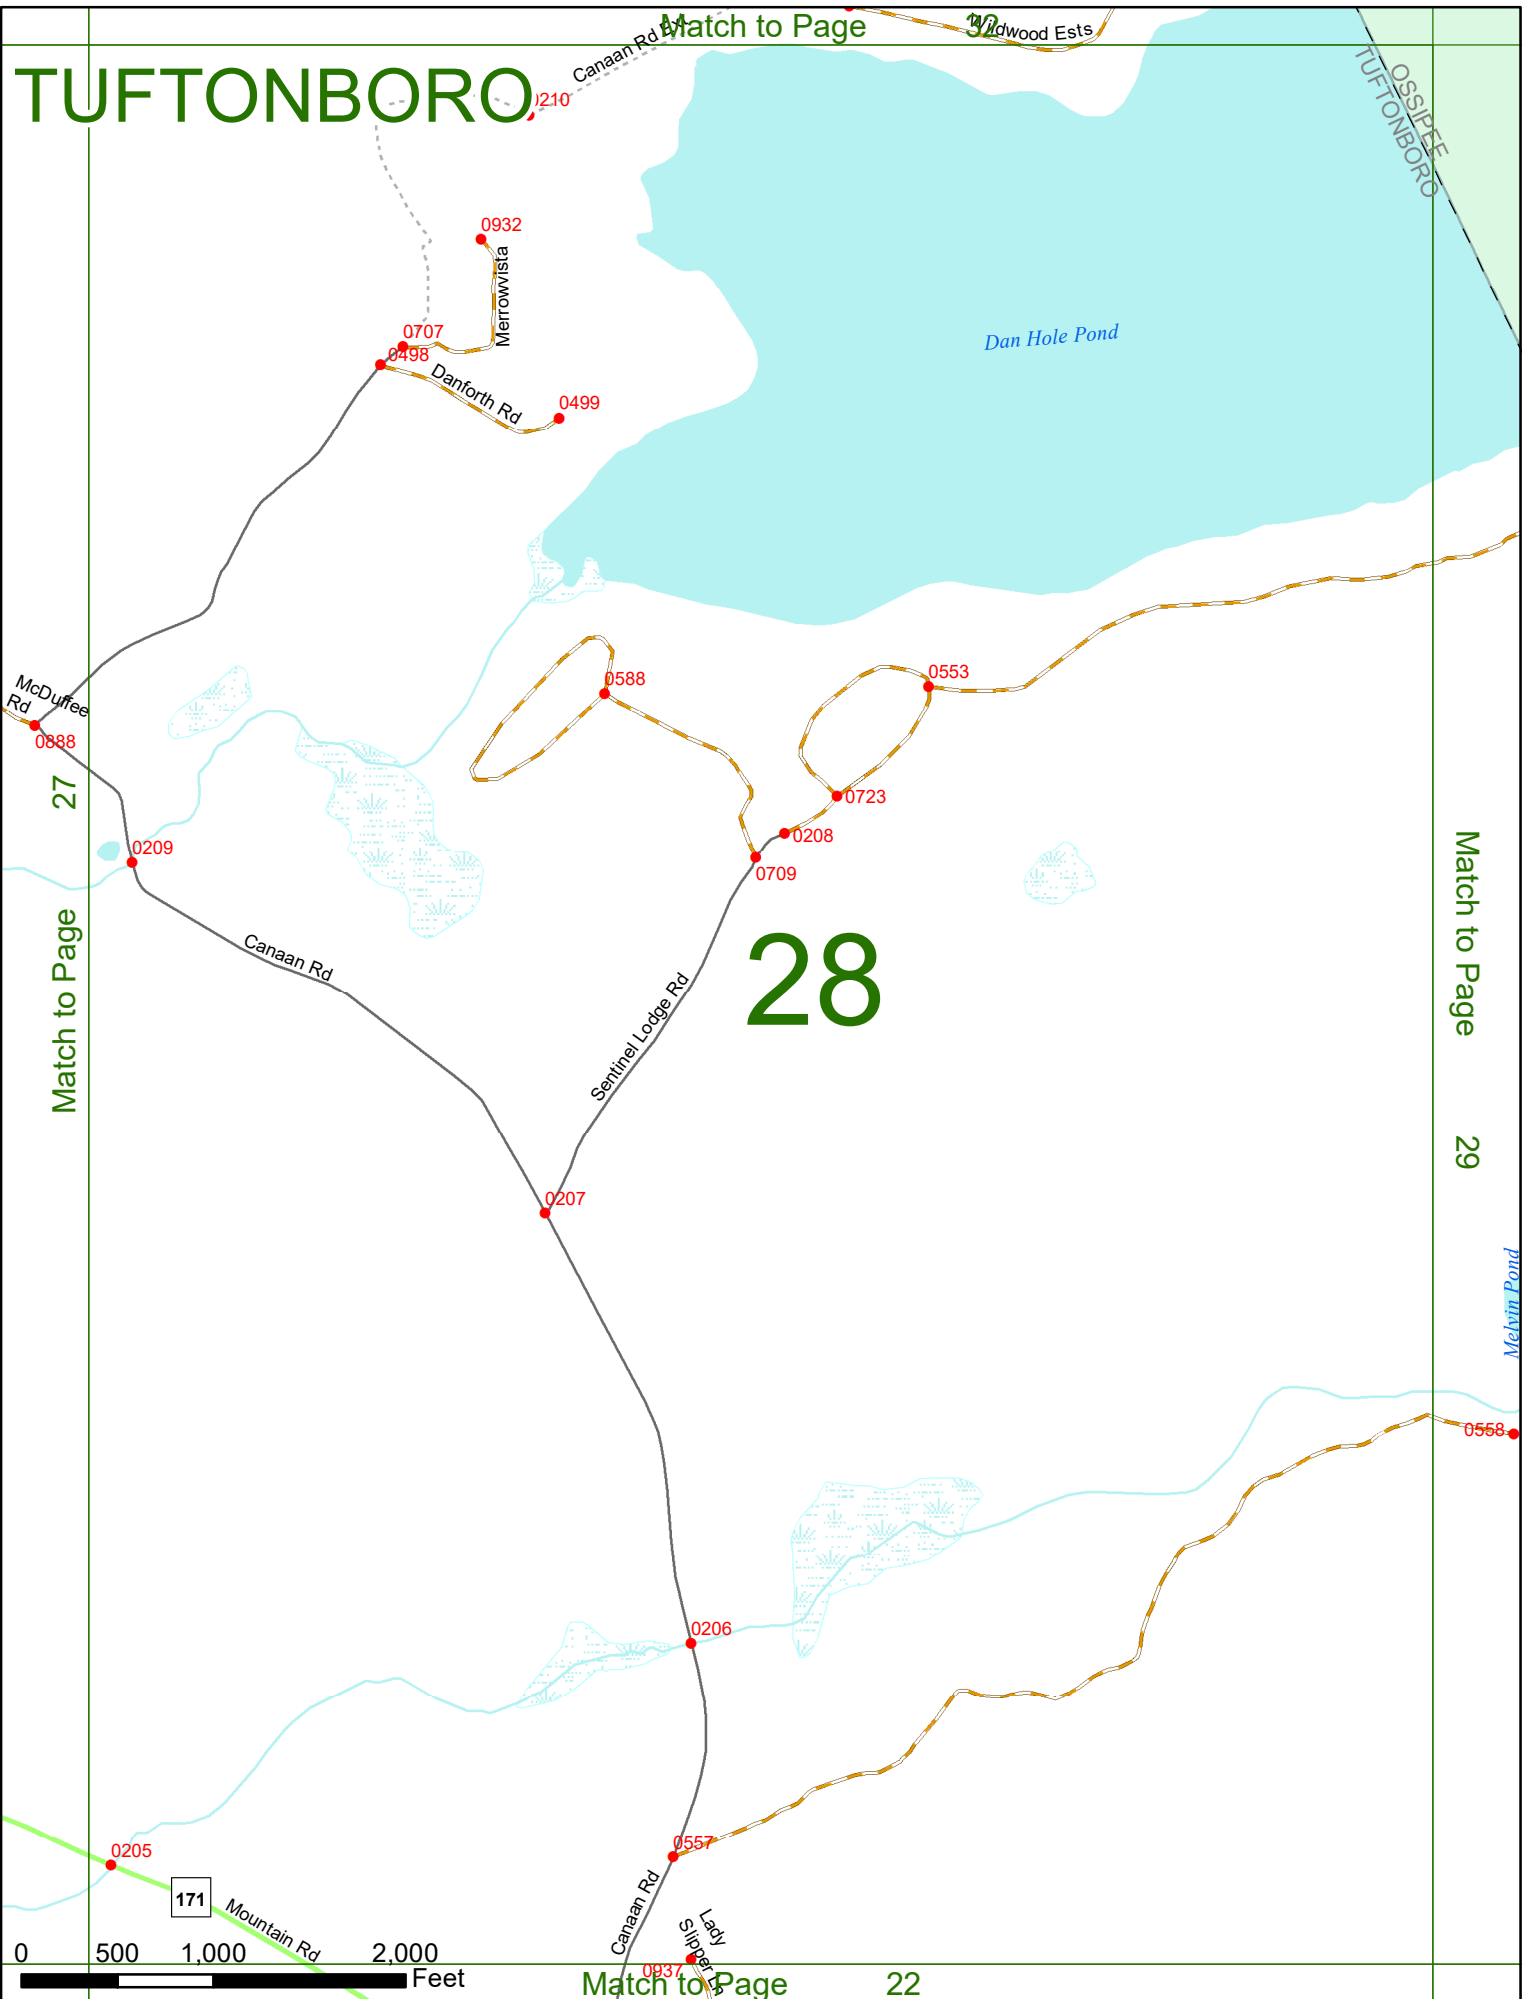 Match to Page 32
Wildwood Ests
Canaan Rd Ext
TUFTONBORO
0210
OSSIPEE
TUFTONBORO
0932
Merrowvista
0707
0498
Danforth Rd
0499
Dan Hole Pond
McDuffee
Rd
0888
0588
0553
0723
0208
0709
0209
Match to Page 27
Match to Page 29
Canaan Rd
28
Sentinel Lodge Rd
0207
Melvin Pond
0558
0206
0557
0205
171
Mountain Rd
Canaan Rd
Lady
Slipper Ln
0937
0 500 1,000 2,000
Feet
Match to Page 22